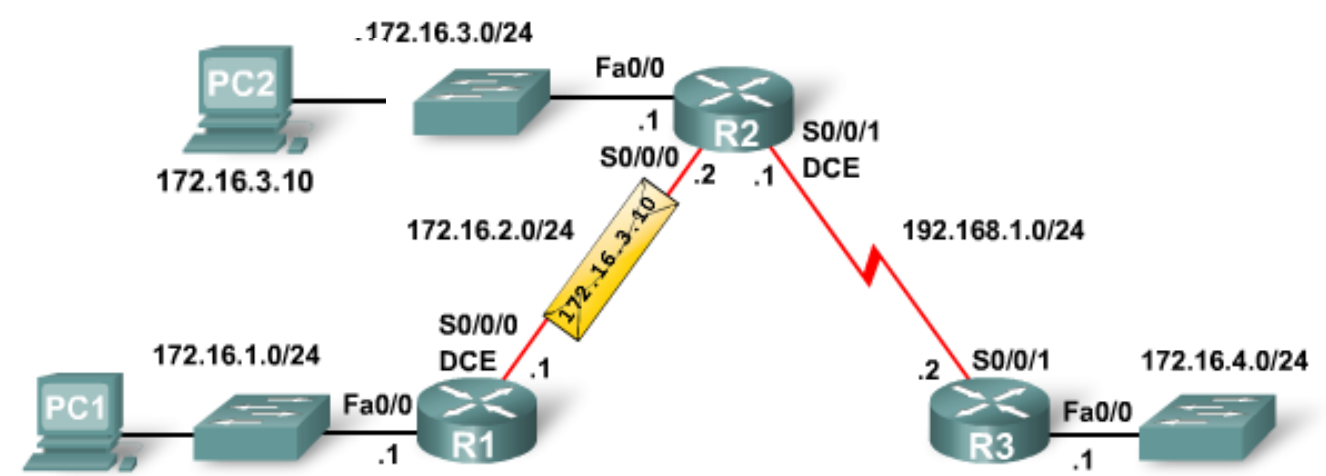 .172.16.3.0/24
Fa0/0
PC2
.1
R2
S0/0/1
DCE
S0/0/0
.2
.1
172.16.3.10
172.16.2.0/24
172.16.3.10
192.168.1.0/24
S0/0/0
DCE
.1
172.16.1.0/24
.2
S0/0/1
172.16.4.0/24
PC1
Fa0/0
R1
.1
Fa0/0
R3
.1